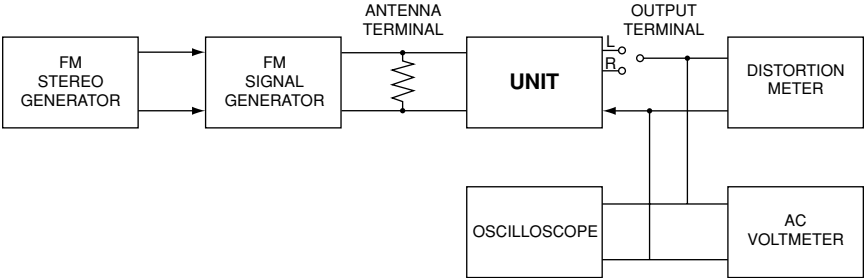 ANTENNA
TERMINAL
OUTPUT
TERMINAL
FM
STEREO
GENERATOR
FM
SIGNAL
GENERATOR
UNIT
L
R
DISTORTION
METER
OSCILLOSCOPE
AC
VOLTMETER